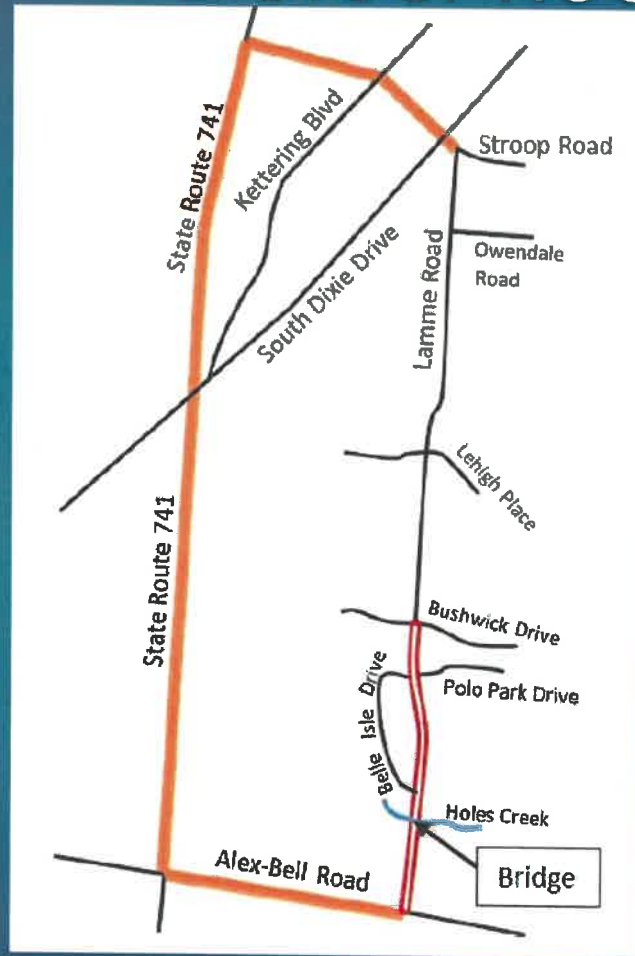 State Route 741
Kettering Blvd
Stroop Road
South Dixie Drive
Lamme Road
Owendale
Road
Lehigh Place
State Route 741
Bushwick Drive
Belle Isle Drive
Polo Park Drive
Holes Creek
Alex-Bell Road
Bridge